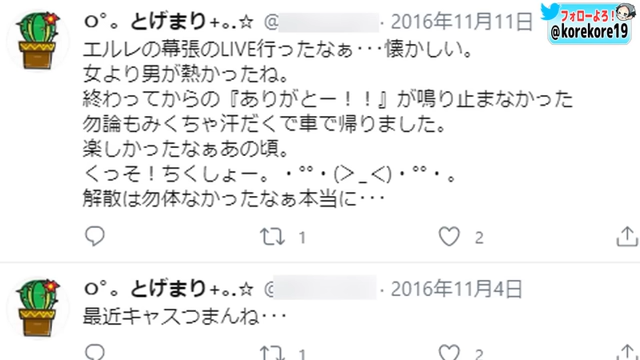 フォローよろ!
@korekore19
○°。とげまり+｡.☆ @ · 2016年11月11日
エルレの幕張のLIVE行ったなぁ･･･懐かしい。
女より男が熱かったね。
終わってからの『ありがとー！！』が鳴り止まなかった
勿論もみくちゃ汗だくで車で帰りました。
楽しかったなぁあの頃。
くっそ！ちくしょー。・°°・(＞_＜)・°°・。
解散は勿体なかったなぁ本当に･･･
1 2
○°。とげまり+｡.☆ @ · 2016年11月4日
最近キャスつまんね･･･
1 2